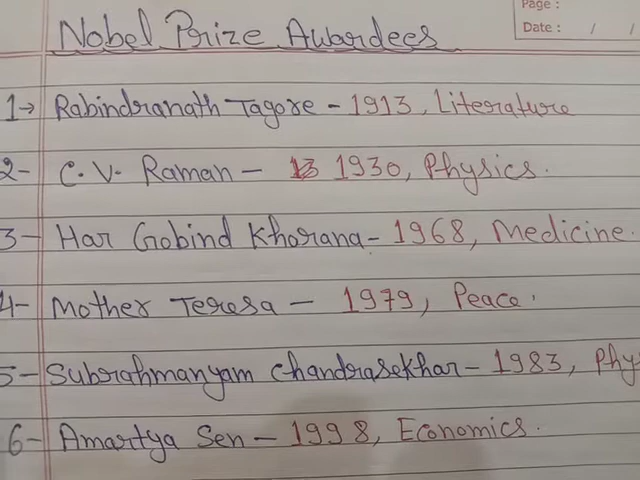 Page :
Date : / /
Nobel Prize Awardees
1→ Rabindranath Tagore - 1913, Literature
2- C. V. Raman - 1930, Physics.
3- Har Gobind Khorana - 1968, Medicine.
4- Mother Teresa - 1979, Peace.
5- Subrahmanyam Chandrasekhar - 1983, Phy
6- Amartya Sen - 1998, Economics.